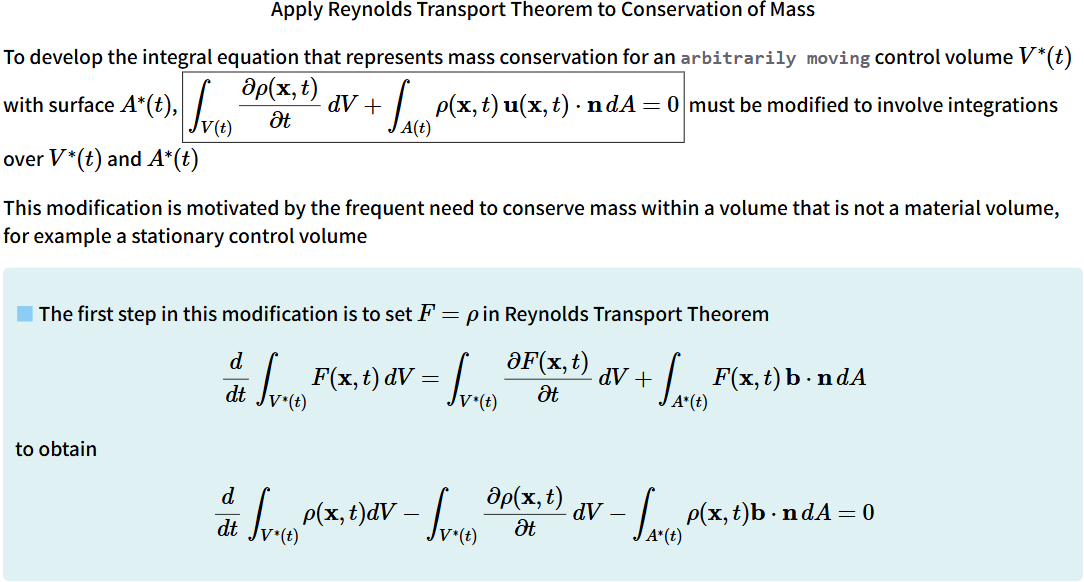 Apply Reynolds Transport Theorem to Conservation of Mass
To develop the integral equation that represents mass conservation for an arbitrarily moving control volume $V^*(t)$
with surface $A^*(t)$, $\int_{V(t)} \frac{\partial \rho(\mathbf{x}, t)}{\partial t} \, dV + \int_{A(t)} \rho(\mathbf{x}, t) \, \mathbf{u}(\mathbf{x}, t) \cdot \mathbf{n} \, dA = 0$ must be modified to involve integrations
over $V^*(t)$ and $A^*(t)$
This modification is motivated by the frequent need to conserve mass within a volume that is not a material volume,
for example a stationary control volume
The first step in this modification is to set $F = \rho$ in Reynolds Transport Theorem
$\frac{d}{dt} \int_{V^*(t)} F(\mathbf{x}, t) \, dV = \int_{V^*(t)} \frac{\partial F(\mathbf{x}, t)}{\partial t} \, dV + \int_{A^*(t)} F(\mathbf{x}, t) \, \mathbf{b} \cdot \mathbf{n} \, dA$
to obtain
$\frac{d}{dt} \int_{V^*(t)} \rho(\mathbf{x}, t) dV - \int_{V^*(t)} \frac{\partial \rho(\mathbf{x}, t)}{\partial t} \, dV - \int_{A^*(t)} \rho(\mathbf{x}, t) \mathbf{b} \cdot \mathbf{n} \, dA = 0$